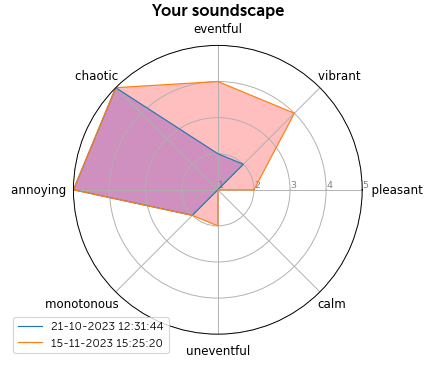 Your soundscape
eventful
chaotic
vibrant
annoying
1
2
3
4
5
pleasant
monotonous
calm
uneventful
21-10-2023 12:31:44
15-11-2023 15:25:20